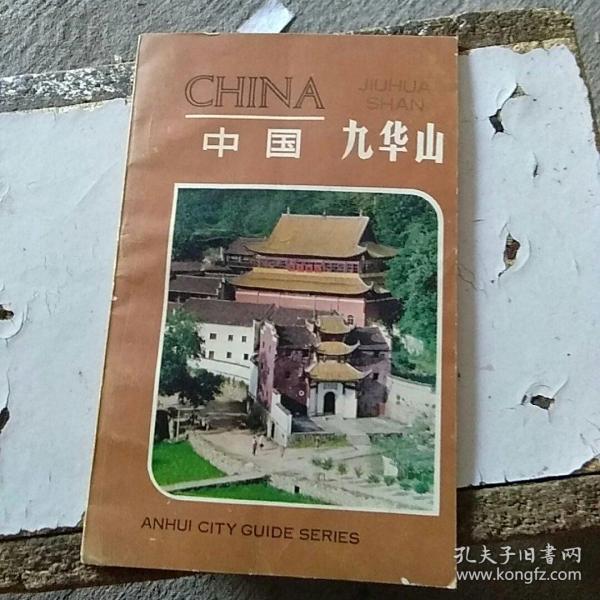 CHINA
JIUHUA
SHAN
中国
九华山
ANHUI CITY GUIDE SERIES
孔夫子旧书网
www.kongfz.com